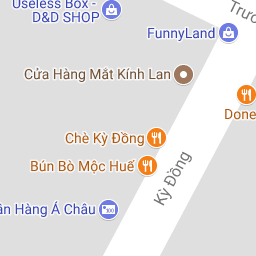 Useless Box -
D&D SHOP
Trươ
FunnyLand
Cửa Hàng Mắt Kính Lan
Done
Chè Kỳ Đồng
Bún Bò Mộc Huế
Kỳ Đồng
ân Hàng Á Châu